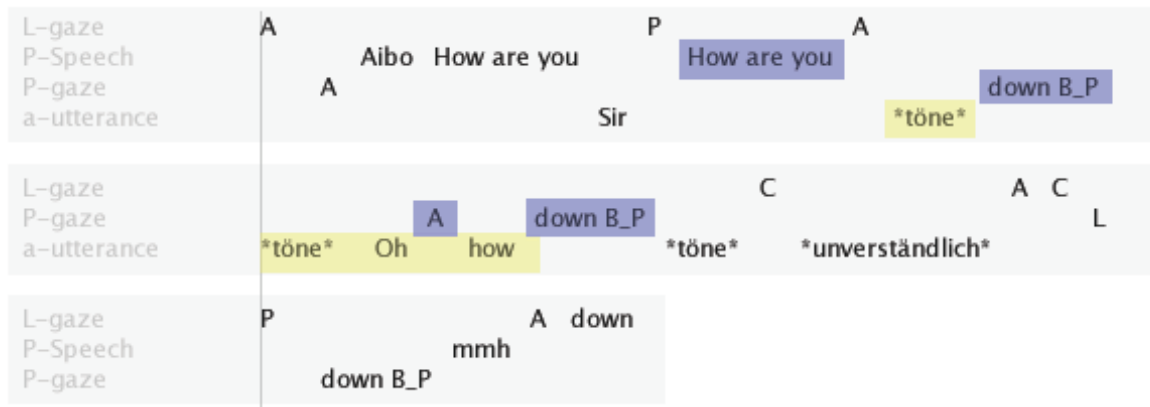 L-gaze A P A
P-Speech Aibo How are you How are you
P-gaze A down B_P
a-utterance Sir *töne*
L-gaze C A C
P-gaze A down B_P L
a-utterance *töne* Oh how *töne* *unverständlich*
L-gaze P A down
P-Speech mmh
P-gaze down B_P